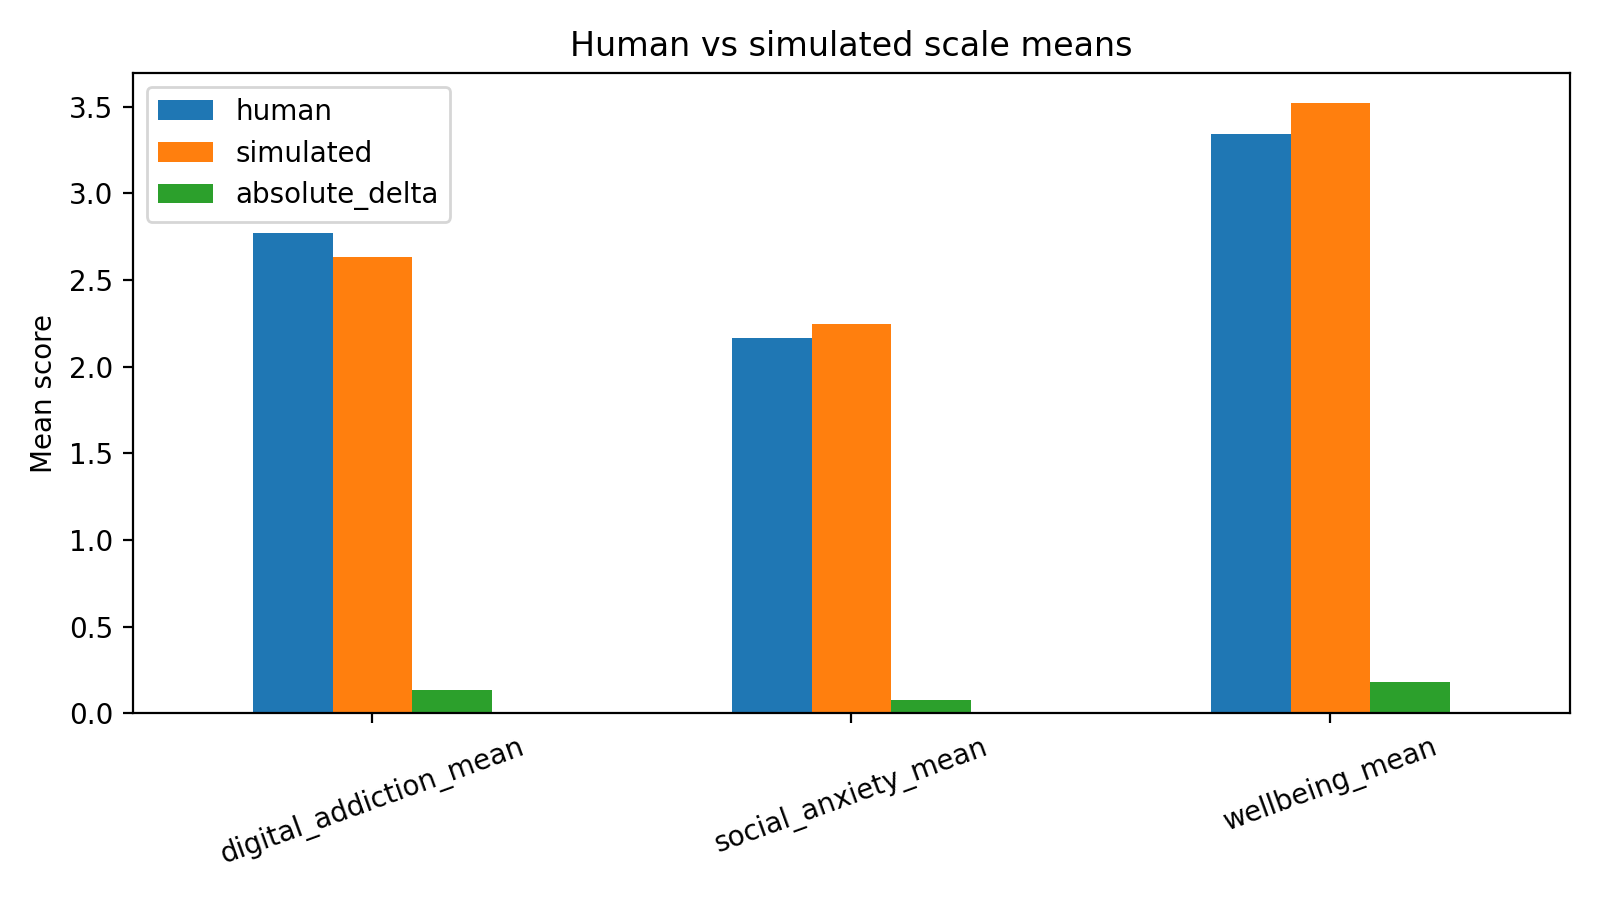 Human vs simulated scale means
human
simulated
absolute_delta
Mean score
3.5
3.0
2.5
2.0
1.5
1.0
0.5
0.0
digital_addiction_mean
social_anxiety_mean
wellbeing_mean